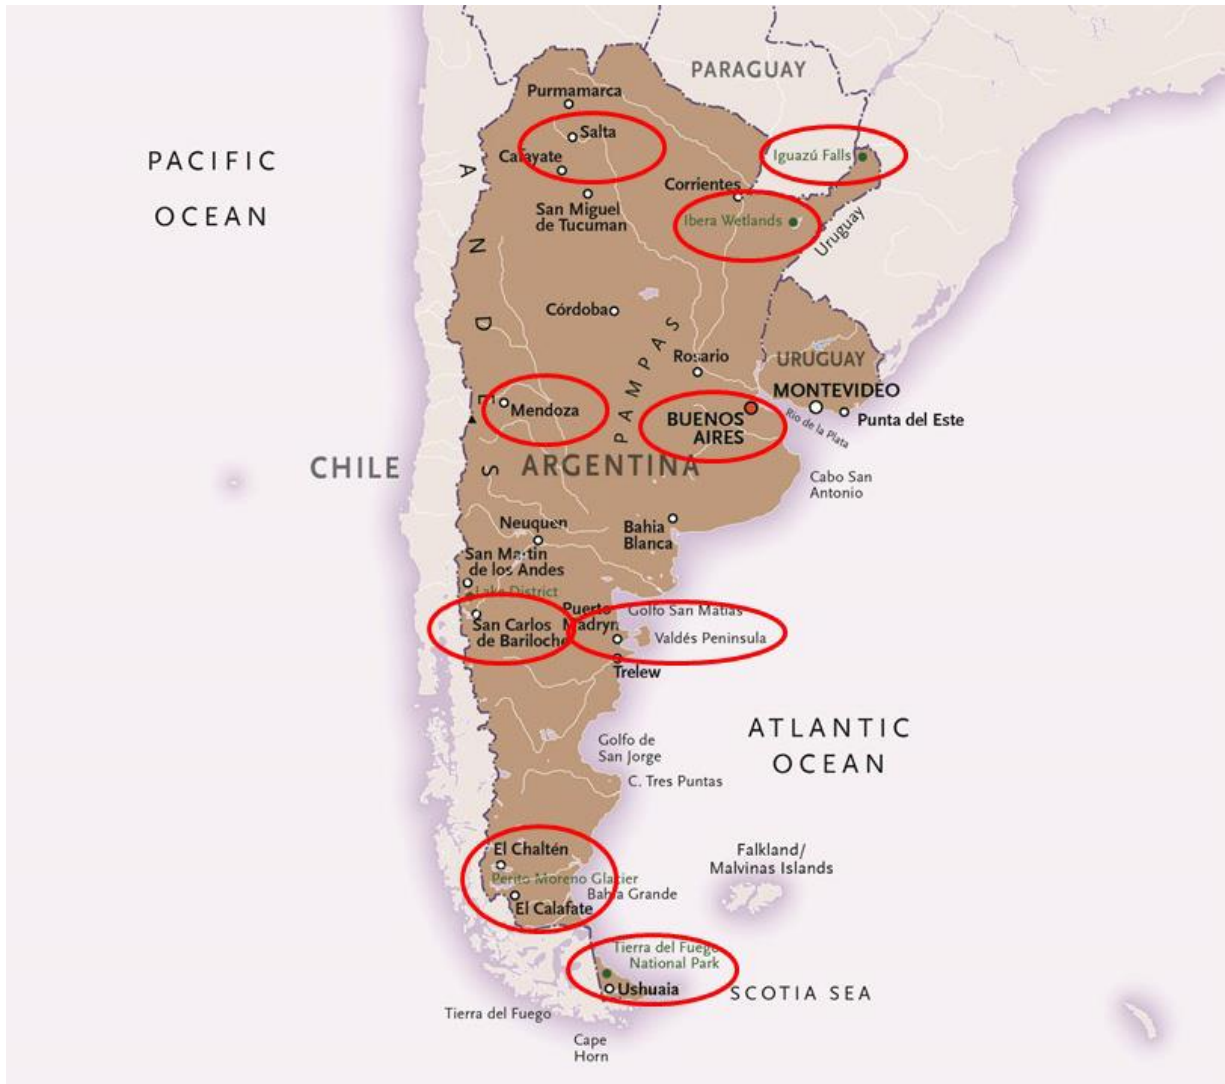 PARAGUAY
Purmamarca
Salta
Cafayate
Iguazú Falls
PACIFIC
OCEAN
ANDES
Corrientes
San Miguel
de Tucuman
Ibera Wetlands
Uruguay
Córdoba
PAMPAS
Rosario
URUGUAY
MONTEVIDEO
Mendoza
BUENOS
AIRES
Rio de la Plata
Punta del Este
CHILE
ARGENTINA
Cabo San
Antonio
Neuquen
Bahia
Blanca
San Martin
de los Andes
Lake District
Puerto
Madryn
Golfo San Matias
San Carlos
de Bariloche
Valdés Peninsula
Trelew
ATLANTIC
OCEAN
Golfo de
San Jorge
C. Tres Puntas
El Chaltén
Perito Moreno Glacier
Bahia Grande
El Calafate
Falkland/
Malvinas Islands
Tierra del Fuego
National Park
Ushuaia
SCOTIA SEA
Tierra del Fuego
Cape
Horn